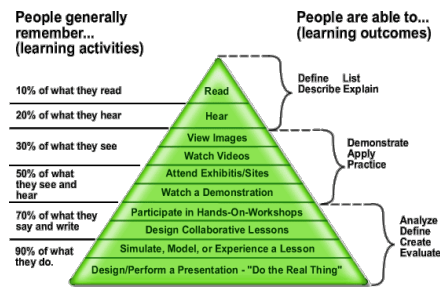 People generally
remember...
(learning activities)
People are able to...
(learning outcomes)
10% of what they read
20% of what they hear
30% of what they see
50% of what
they see and
hear
70% of what they
say and write
90% of what
they do.
Read
Hear
View Images
Watch Videos
Attend Exhibitis/Sites
Watch a Demonstration
Participate in Hands-On-Workshops
Design Collaborative Lessons
Simulate, Model, or Experience a Lesson
Design/Perform a Presentation - "Do the Real Thing"
Define List
Describe Explain
Demonstrate
Apply
Practice
Analyze
Define
Create
Evaluate